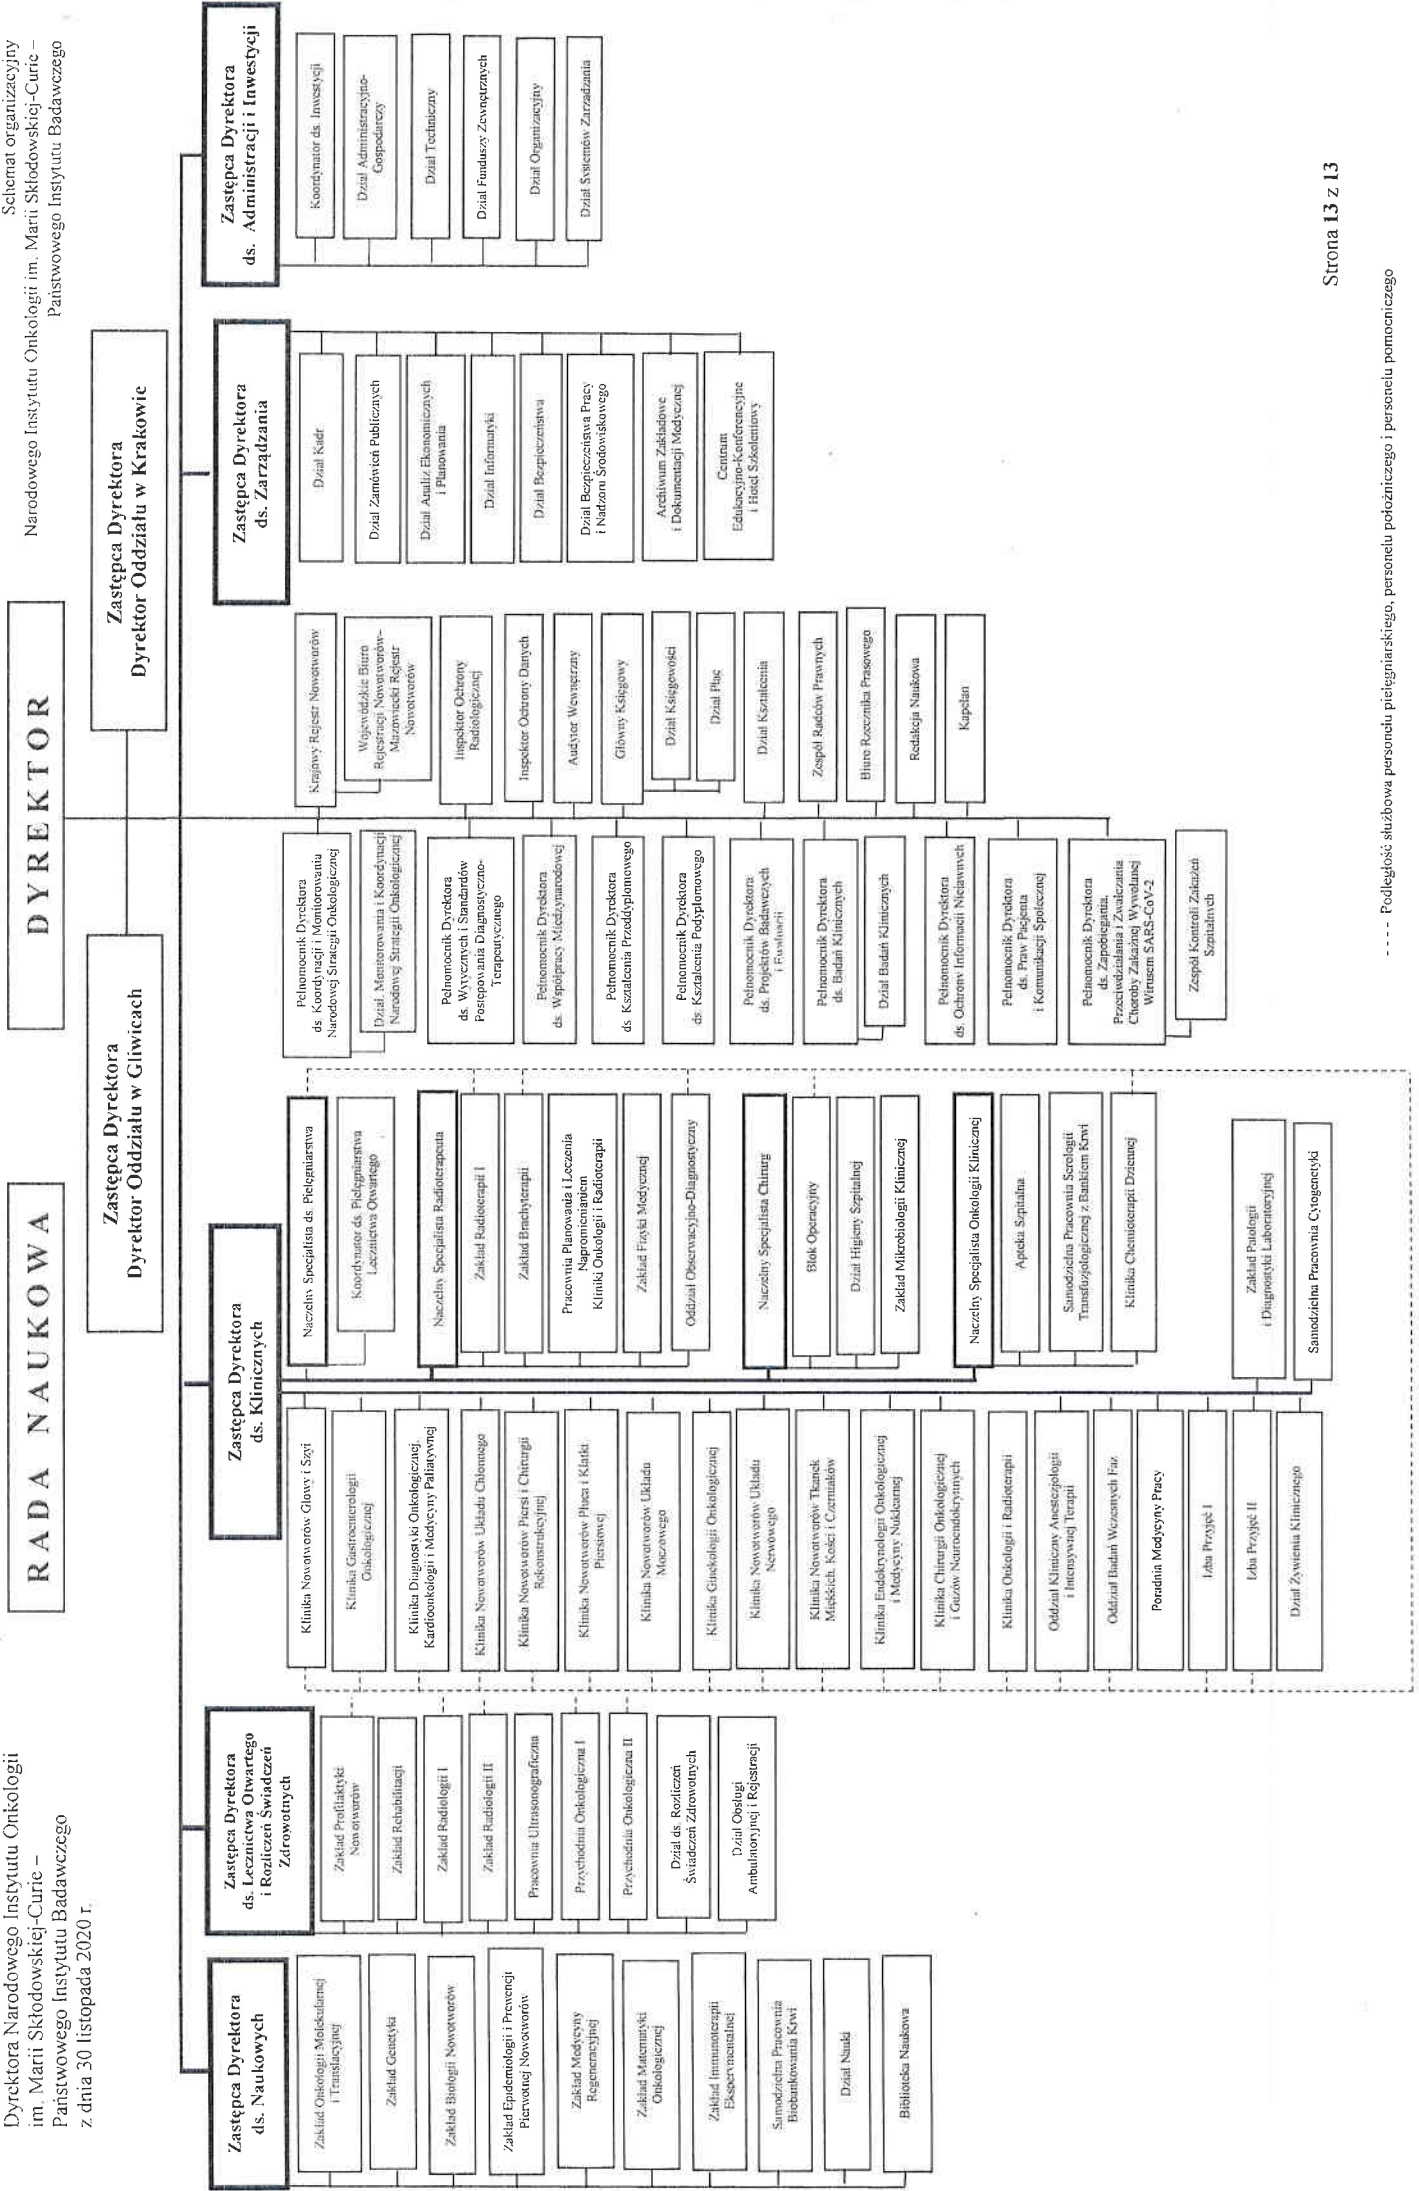 Dyrektora Narodowego Instytutu Onkologii
im. Marii Skłodowskiej-Curie –
Państwowego Instytutu Badawczego
z dnia 30 listopada 2020 r.
Schemat organizacyjny
Narodowego Instytutu Onkologii im. Marii Skłodowskiej-Curie –
Państwowego Instytutu Badawczego
RADA NAUKOWA
DYREKTOR
Zastępca Dyrektora
Dyrektor Oddziału w Gliwicach
Zastępca Dyrektora
Dyrektor Oddziału w Krakowie
Zastępca Dyrektora
ds. Naukowych
Zakład Onkologii Molekularnej
i Translacyjnej
Zakład Genetyki
Zakład Biologii Nowotworów
Zakład Epidemiologii i Prewencji
Pierwotnej Nowotworów
Zakład Medycyny
Regeneracyjnej
Zakład Matematyki
Onkologicznej
Zakład Immunoterapii
Eksperymentalnej
Samodzielna Pracownia
Biobankowania Krwi
Dział Nauki
Biblioteka Naukowa
Zastępca Dyrektora
ds. Lecznictwa Otwartego
i Rozliczeń Świadczeń
Zdrowotnych
Zakład Profilaktyki
Nowotworów
Zakład Rehabilitacji
Zakład Radiologii I
Zakład Radiologii II
Pracownia Ultrasonograficzna
Przychodnia Onkologiczna I
Przychodnia Onkologiczna II
Dział ds. Rozliczeń
Świadczeń Zdrowotnych
Dział Obsługi
Ambulatoryjnej i Rejestracji
Zastępca Dyrektora
ds. Klinicznych
Klinika Nowotworów Głowy i Szyi
Klinika Gastroenterologii
Onkologicznej
Klinika Diagnostyki Onkologicznej,
Kardioonkologii i Medycyny Paliatywnej
Klinika Nowotworów Układu Chłonnego
Klinika Nowotworów Piersi i Chirurgii
Rekonstrukcyjnej
Klinika Nowotworów Płuca i Klatki
Piersiowej
Klinika Nowotworów Układu
Moczowego
Klinika Ginekologii Onkologicznej
Klinika Nowotworów Układu
Nerwowego
Klinika Nowotworów Tkanek
Miękkich, Kości i Czerniaków
Klinika Endokrynologii Onkologicznej
i Medycyny Nuklearnej
Klinika Chirurgii Onkologicznej
i Guzów Neuroendokrynnych
Klinika Onkologii i Radioterapii
Oddział Kliniczny Anestezjologii
i Intensywnej Terapii
Oddział Badań Wczesnych Faz
Poradnia Medycyny Pracy
Izba Przyjęć I
Izba Przyjęć II
Dział Żywienia Klinicznego
Naczelny Specjalista ds. Pielęgniarstwa
Koordynator ds. Pielęgniarstwa
Lecznictwa Otwartego
Naczelny Specjalista Radioterapeuta
Zakład Radioterapii I
Zakład Brachyterapii
Pracownia Planowania i Leczenia
Napromienianiem
Kliniki Onkologii i Radioterapii
Zakład Fizyki Medycznej
Oddział Obserwacyjno-Diagnostyczny
Naczelny Specjalista Chirurg
Blok Operacyjny
Dział Higieny Szpitalnej
Zakład Mikrobiologii Klinicznej
Naczelny Specjalista Onkologii Klinicznej
Apteka Szpitalna
Samodzielna Pracownia Serologii
Transfuzjologicznej z Bankiem Krwi
Klinika Chemioterapii Dziennej
Zakład Patologii
i Diagnostyki Laboratoryjnej
Samodzielna Pracownia Cytogenetyki
Pełnomocnik Dyrektora
ds. Koordynacji i Monitorowania
Narodowej Strategii Onkologicznej
Dział. Monitorowania i Koordynacji
Narodowej Strategii Onkologicznej
Pełnomocnik Dyrektora
ds. Wytycznych i Standardów
Postępowania Diagnostyczno-
Terapeutycznego
Pełnomocnik Dyrektora
ds. Współpracy Międzynarodowej
Pełnomocnik Dyrektora
ds Kształcenia Przeddyplomowego
Pełnomocnik Dyrektora
ds. Kształcenia Podyplomowego
Pełnomocnik Dyrektora
ds. Projektów Badawczych
i Ewaluacji
Pełnomocnik Dyrektora
ds. Badań Klinicznych
Dział Badań Klinicznych
Pełnomocnik Dyrektora
ds. Ochrony Informacji Niejawnych
Pełnomocnik Dyrektora
ds. Praw Pacjenta
i Komunikacji Społecznej
Pełnomocnik Dyrektora
ds. Zapobiegania,
Przeciwdziałania i Zwalczania
Choroby Zakaźnej Wywołanej
Wirusem SARS-CoV-2
Zespół Kontroli Zakażeń
Szpitalnych
Krajowy Rejestr Nowotworów
Wojewódzkie Biuro
Rejestracji Nowotworów–
Mazowiecki Rejestr
Nowotworów
Inspektor Ochrony
Radiologicznej
Inspektor Ochrony Danych
Audytor Wewnętrzny
Główny Księgowy
Dział Księgowości
Dział Płac
Dział Kształcenia
Zespół Radców Prawnych
Biuro Rzecznika Prasowego
Redakcja Naukowa
Kapelan
Zastępca Dyrektora
ds. Zarządzania
Dział Kadr
Dział Zamówień Publicznych
Dział Analiz Ekonomicznych
i Planowania
Dział Informatyki
Dział Bezpieczeństwa
Dział Bezpieczeństwa Pracy
i Nadzoru Środowiskowego
Archiwum Zakładowe
i Dokumentacji Medycznej
Centrum
Edukacyjno-Konferencyjne
i Hotel Szkoleniowy
Zastępca Dyrektora
ds. Administracji i Inwestycji
Koordynator ds. Inwestycji
Dział Administracyjno-
Gospodarczy
Dział Techniczny
Dział Funduszy Zewnętrznych
Dział Organizacyjny
Dział Systemów Zarządzania
Strona 13 z 13
---- Podległość służbowa personelu pielęgniarskiego, personelu położniczego i personelu pomocniczego